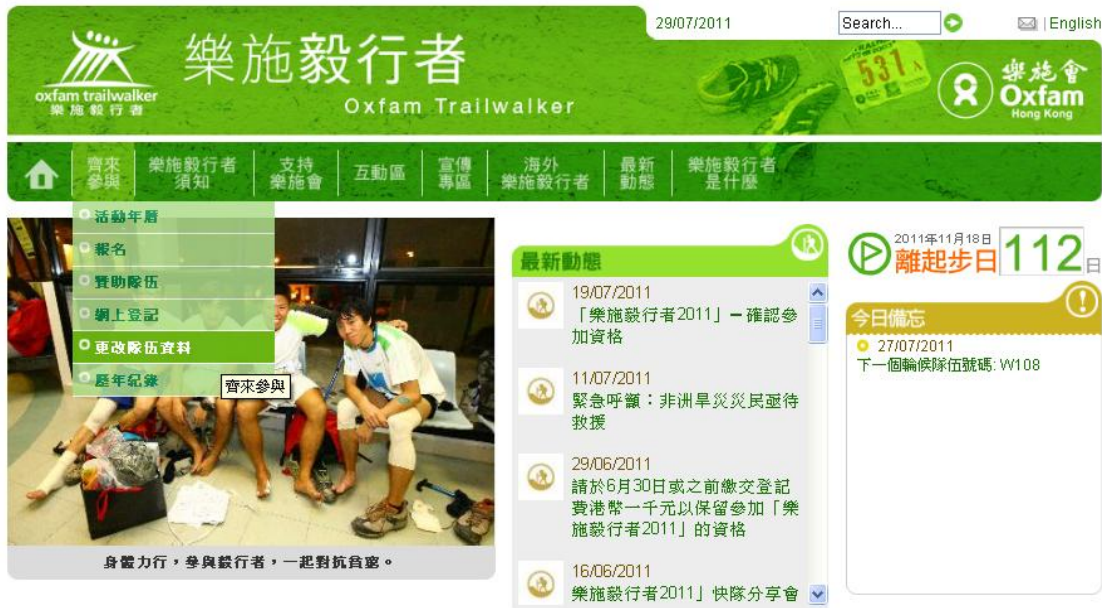 29/07/2011
Search...
| English
oxfam trailwalker
樂施毅行者
樂施毅行者
Oxfam Trailwalker
531 A
樂施會
Oxfam
Hong Kong
齊來
參與
樂施毅行者
須知
支持
樂施會
互動區
宣傳
專區
海外
樂施毅行者
最新
動態
樂施毅行者
是什麼
活動年曆
報名
贊助隊伍
網上登記
更改隊伍資料
歷年紀錄
齊來參與
身體力行，參與毅行者，一起對抗貧窮。
最新動態
19/07/2011
「樂施毅行者2011」－確認參
加資格
11/07/2011
緊急呼籲：非洲旱災災民亟待
救援
29/06/2011
請於6月30日或之前繳交登記
費港幣一千元以保留參加「樂
施毅行者2011」的資格
16/06/2011
樂施毅行者2011」快隊分享會
2011年11月18日
離起步日112日
今日備忘
27/07/2011
下一個輪候隊伍號碼: W108